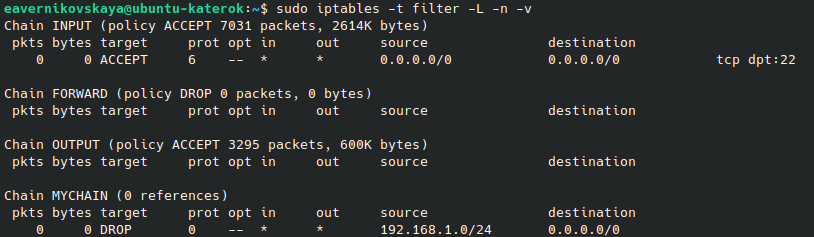 eavernikovskaya@ubuntu-katerok:~$ sudo iptables -t filter -L -n -v
Chain INPUT (policy ACCEPT 7031 packets, 2614K bytes)
 pkts bytes target     prot opt in     out     source               destination
    0     0 ACCEPT     6    --  *      *       0.0.0.0/0            0.0.0.0/0            tcp dpt:22

Chain FORWARD (policy DROP 0 packets, 0 bytes)
 pkts bytes target     prot opt in     out     source               destination

Chain OUTPUT (policy ACCEPT 3295 packets, 600K bytes)
 pkts bytes target     prot opt in     out     source               destination

Chain MYCHAIN (0 references)
 pkts bytes target     prot opt in     out     source               destination
    0     0 DROP       0    --  *      *       192.168.1.0/24       0.0.0.0/0